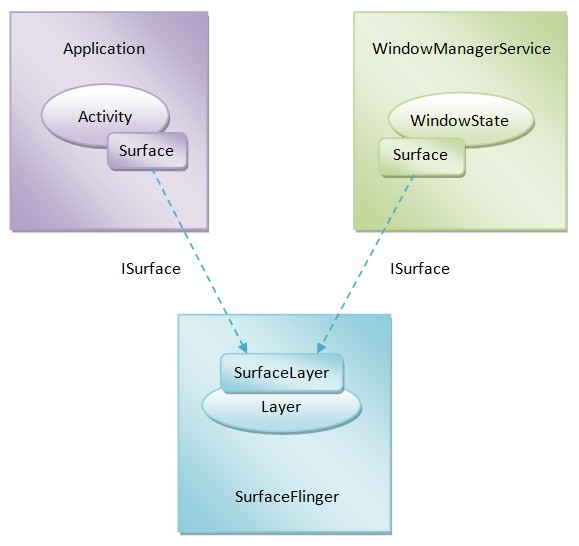 Application
WindowManagerService
Activity
Surface
WindowState
Surface
ISurface
ISurface
SurfaceLayer
Layer
SurfaceFlinger